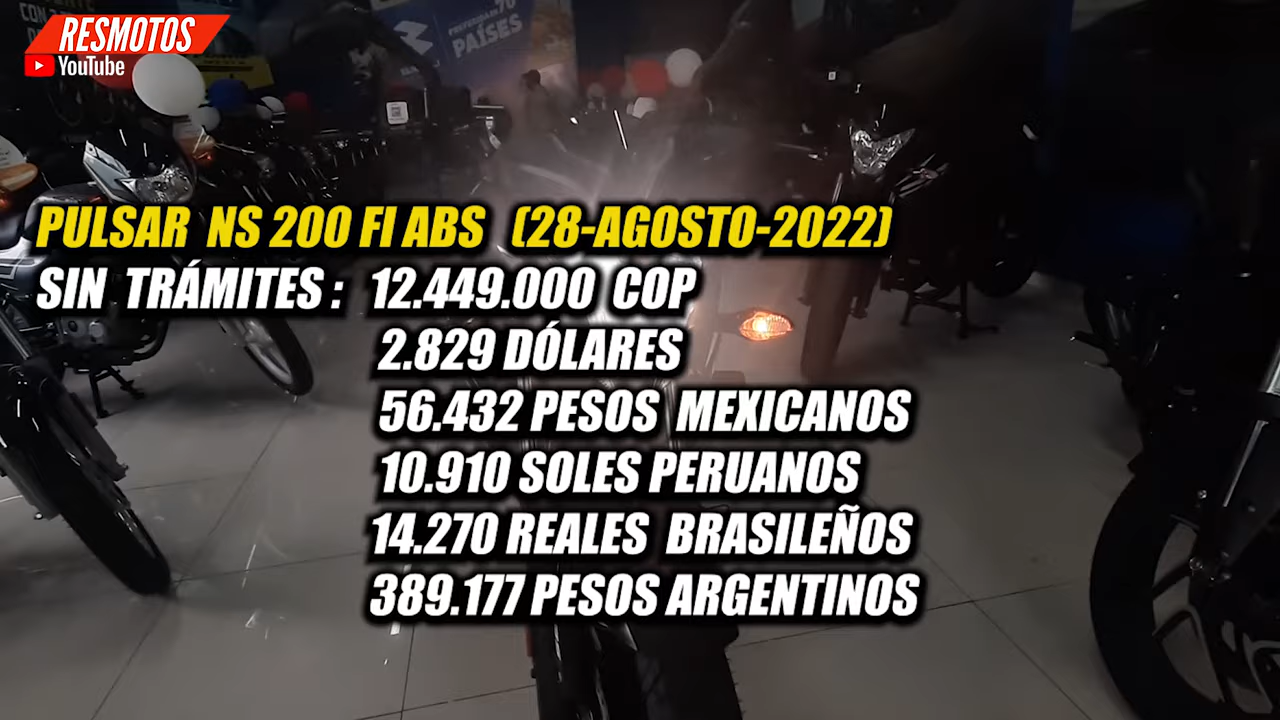 RESMOTOS
YouTube
PAÍSES
PULSAR NS 200 FI ABS (28-AGOSTO-2022)
SIN TRÁMITES : 12.449.000 COP
2.829 DÓLARES
56.432 PESOS MEXICANOS
10.910 SOLES PERUANOS
14.270 REALES BRASILEÑOS
389.177 PESOS ARGENTINOS